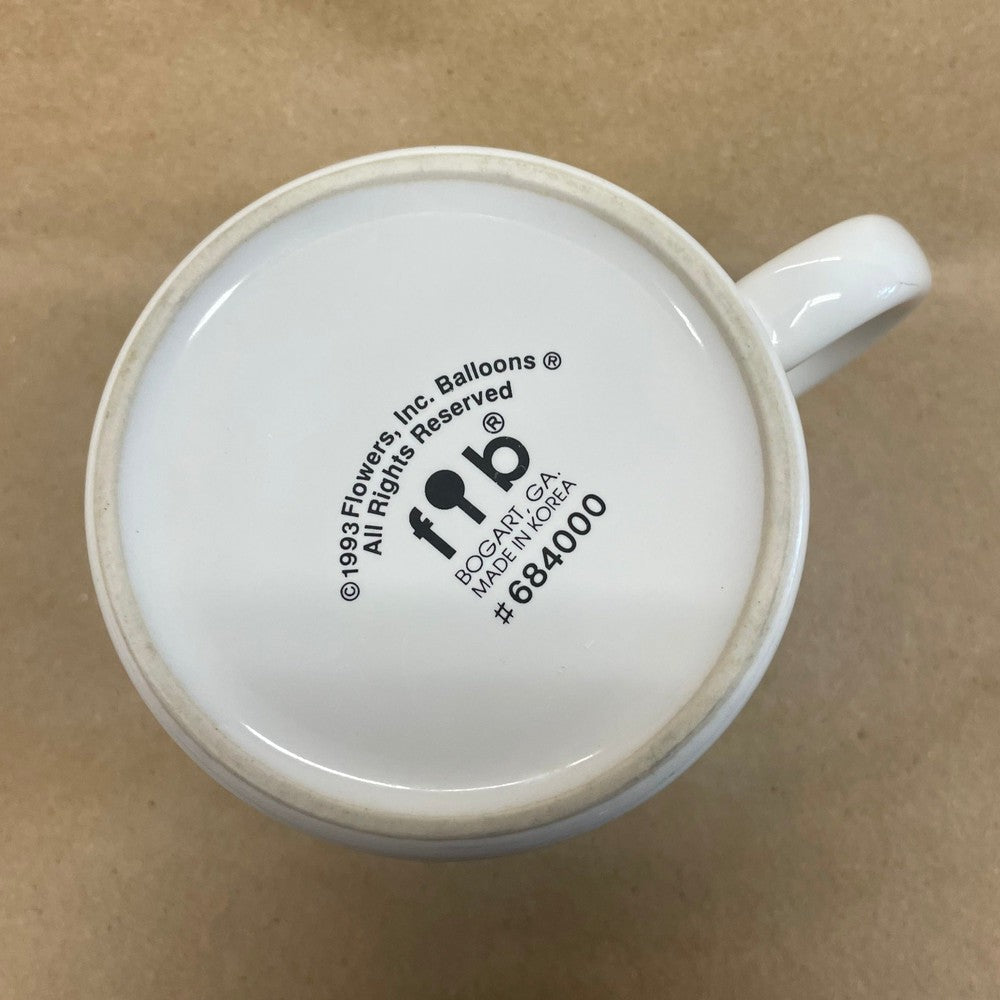 ©1993 Flowers, Inc. Balloons ®
All Rights Reserved
fib®
BOGART, GA.
MADE IN KOREA
#684000